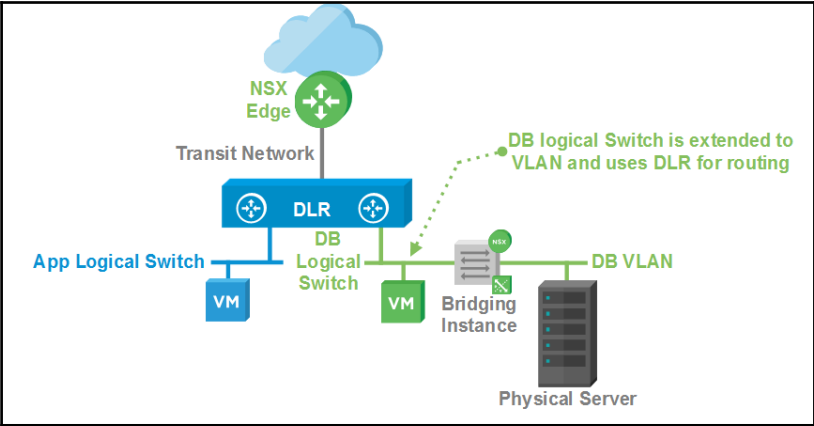 NSX
Edge
Transit Network
DB logical Switch is extended to
VLAN and uses DLR for routing
DLR
DB
Logical
Switch
App Logical Switch
NSX
DB VLAN
VM
VM
Bridging
Instance
Physical Server